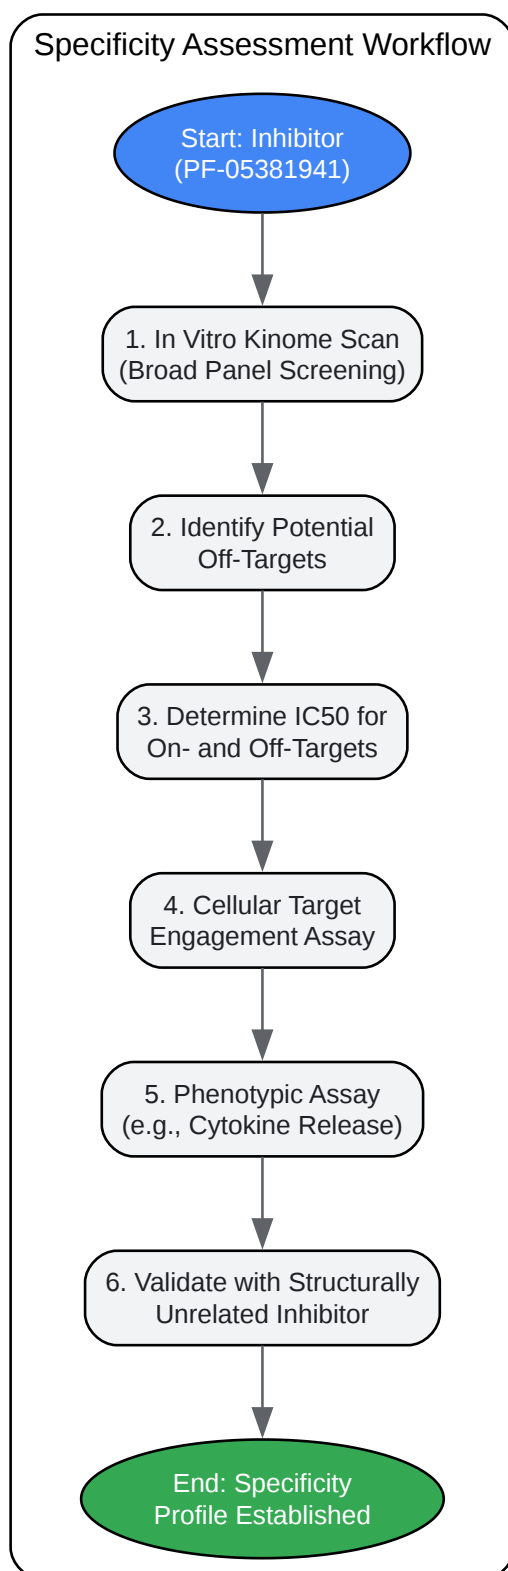 Specificity Assessment Workflow
Start: Inhibitor
(PF-05381941)
1. In Vitro Kinome Scan
(Broad Panel Screening)
2. Identify Potential
Off-Targets
3. Determine IC50 for
On- and Off-Targets
4. Cellular Target
Engagement Assay
5. Phenotypic Assay
(e.g., Cytokine Release)
6. Validate with Structurally
Unrelated Inhibitor
End: Specificity
Profile Established